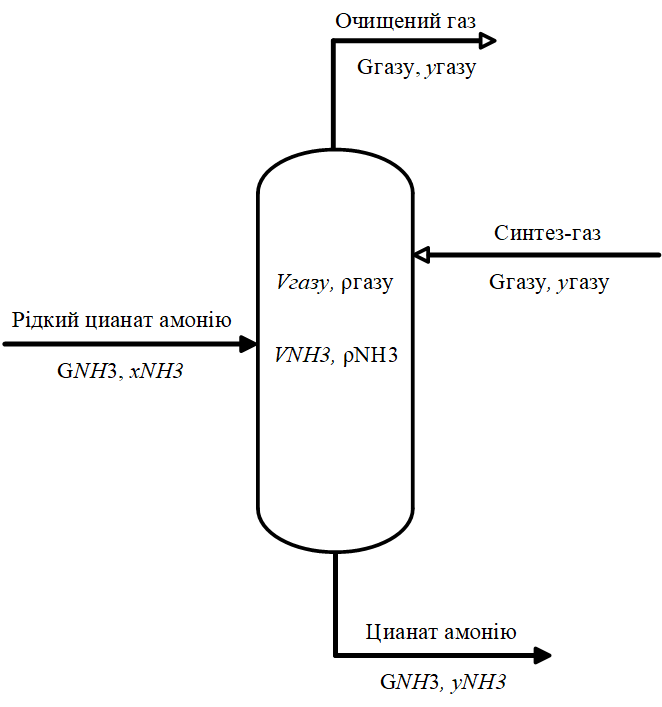 Очищений газ
Gгазу, yгазу
Синтез-газ
Gгазу, yгазу
Vгазу, ργазу
Рідкий цианат амонію
VNH3, ρNH3
GNH3, xNH3
Цианат амонію
GNH3, yNH3